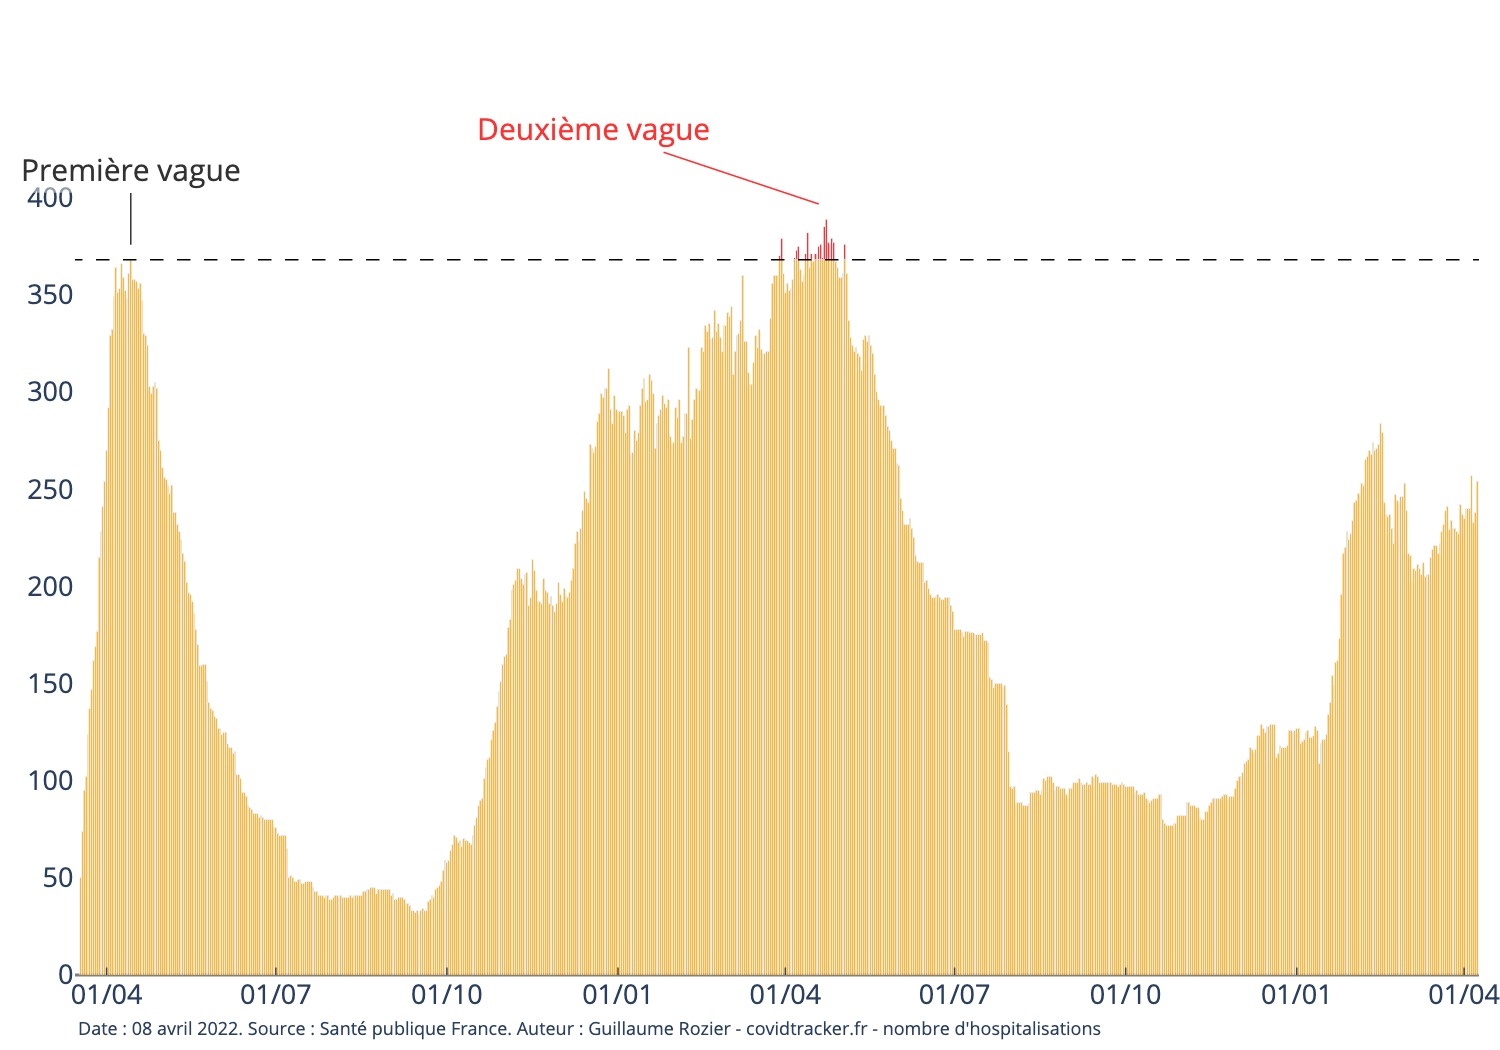 Deuxième vague
Première vague
400
350
300
250
200
150
100
50
0
01/04 01/07 01/10 01/01 01/04 01/07 01/10 01/01 01/04
Date : 08 avril 2022. Source : Santé publique France. Auteur : Guillaume Rozier - covidtracker.fr - nombre d'hospitalisations